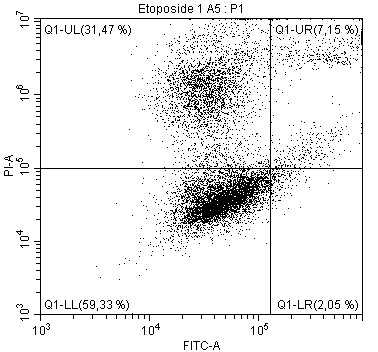 Etoposide 1 A5 : P1
Q1-UL(31,47 %) Q1-UR(7,15 %)
10^7
10^6
PI-A
10^5
10^4
10^3
Q1-LL(59,33 %) Q1-LR(2,05 %)
10^3 10^4 10^5
FITC-A